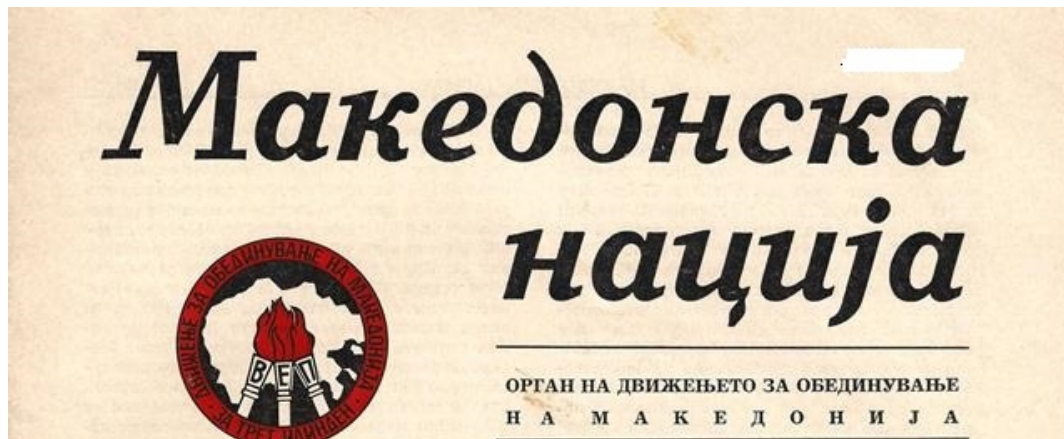 Македонска
нација
ДВИЖЕЊЕ ЗА ОБЕДИНУВАЊЕ НА МАКЕДОНИЈА
ВЕП
ЗА ТРЕТ ИЛИНДЕН
ОРГАН НА ДВИЖЕЊЕТО ЗА ОБЕДИНУВАЊЕ
НА МАКЕДОНИЈА